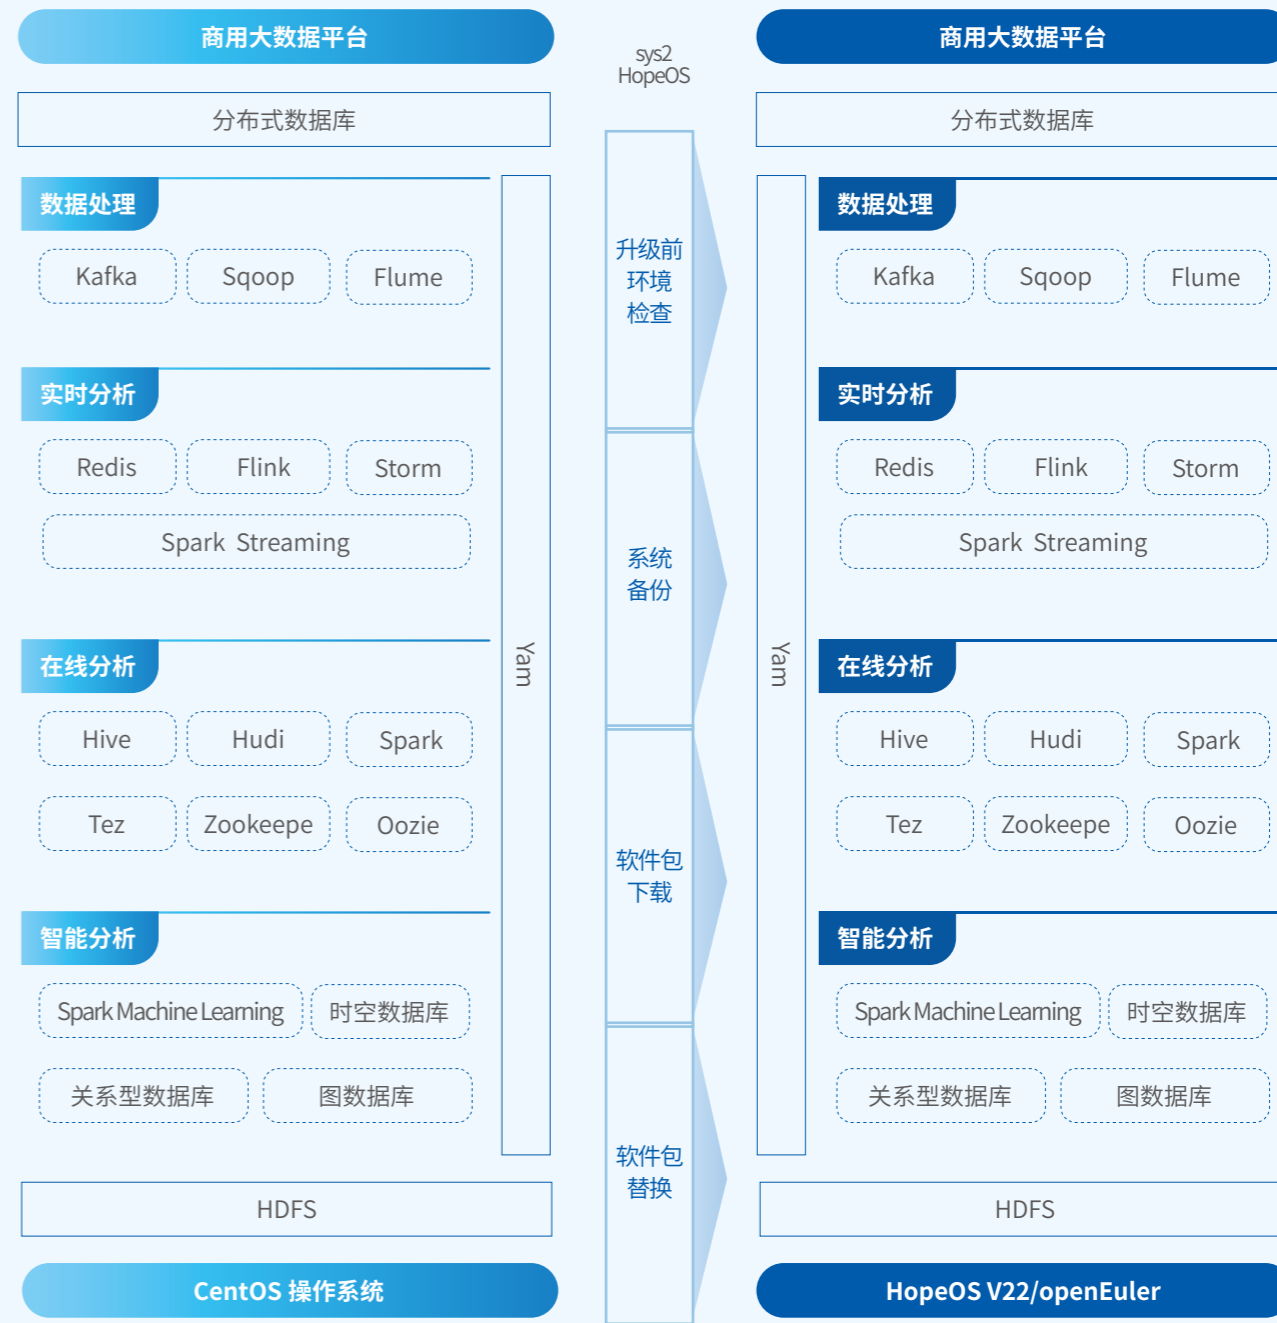 商用大数据平台
分布式数据库
数据处理
Kafka
Sqoop
Flume
实时分析
Redis
Flink
Storm
Spark Streaming
在线分析
Hive
Hudi
Spark
Tez
Zookeepe
Oozie
智能分析
Spark Machine Learning
时空数据库
关系型数据库
图数据库
Yarn
HDFS
CentOS 操作系统
sys2
HopeOS
升级前
环境
检查
系统
备份
软件包
下载
软件包
替换
商用大数据平台
分布式数据库
Yarn
数据处理
Kafka
Sqoop
Flume
实时分析
Redis
Flink
Storm
Spark Streaming
在线分析
Hive
Hudi
Spark
Tez
Zookeepe
Oozie
智能分析
Spark Machine Learning
时空数据库
关系型数据库
图数据库
HDFS
HopeOS V22/openEuler